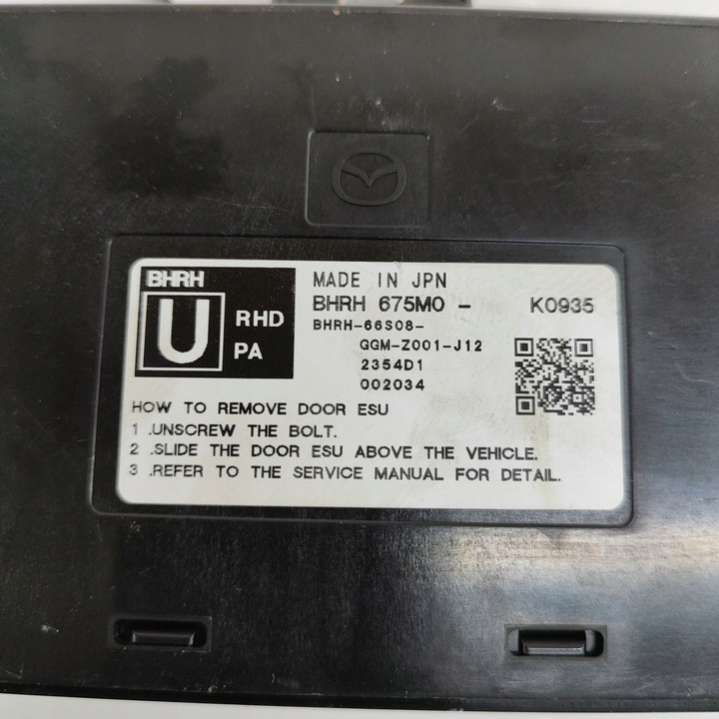 BHRH
U
RHD
PA
MADE IN JPN
BHRH 675M0 - K0935
BHRH-66S08-
GGM-Z001-J12
2354D1
002034
HOW TO REMOVE DOOR ESU
1 .UNSCREW THE BOLT.
2 .SLIDE THE DOOR ESU ABOVE THE VEHICLE.
3 .REFER TO THE SERVICE MANUAL FOR DETAIL.